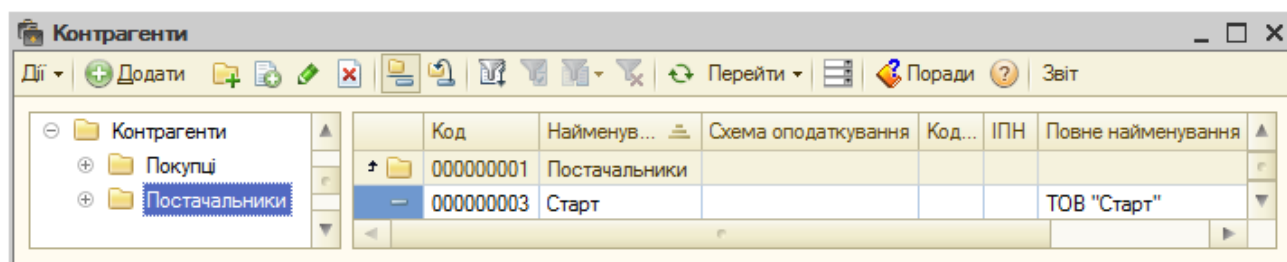 Контрагенти
Дії Додати Перейти Поради Звіт
Контрагенти
Покупці
Постачальники
Код Найменув... Схема оподаткування Код... ІПН Повне найменування
000000001 Постачальники
000000003 Старт ТОВ "Старт"